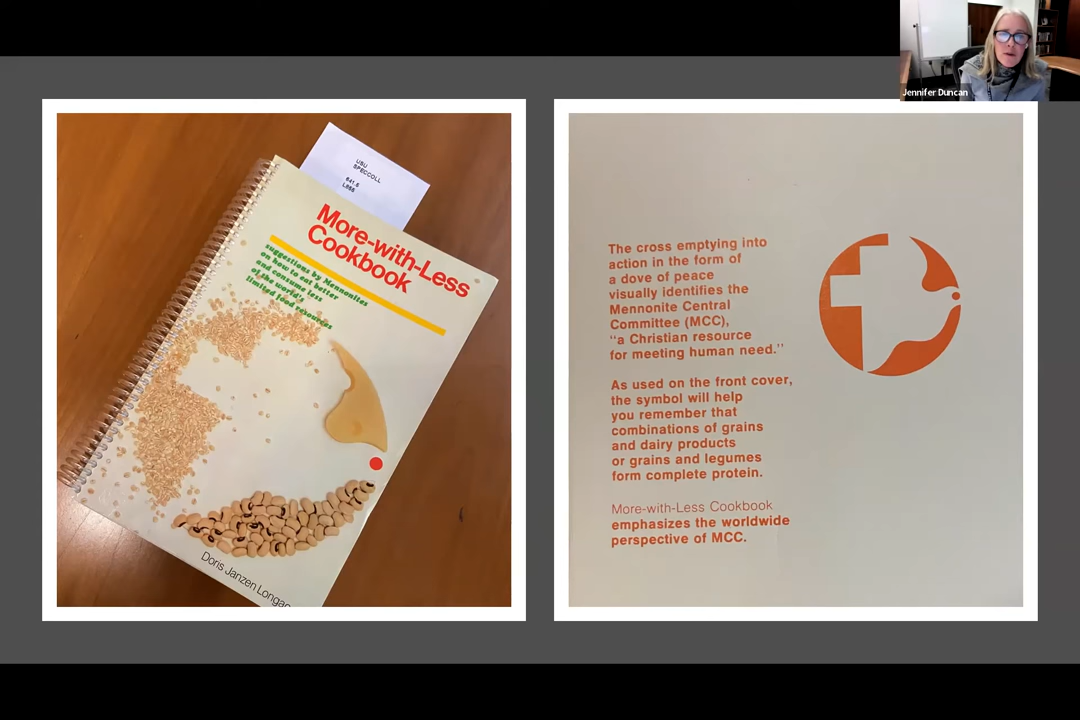 Jennifer Duncan
USU
SPECCOLL
641.5
L856
More-with-Less
Cookbook
suggestions by Mennonites
on how to eat better
and consume less
of the world's
limited food resources
Doris Janzen Longac
The cross emptying into
action in the form of
a dove of peace
visually identifies the
Mennonite Central
Committee (MCC),
"a Christian resource
for meeting human need."
As used on the front cover,
the symbol will help
you remember that
combinations of grains
and dairy products
or grains and legumes
form complete protein.
More-with-Less Cookbook
emphasizes the worldwide
perspective of MCC.